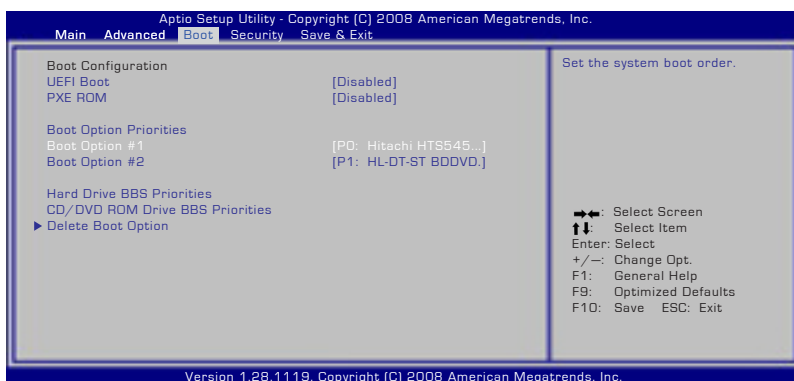 Aptio Setup Utility - Copyright (C) 2008 American Megatrends, Inc.
Main Advanced Boot Security Save & Exit
Boot Configuration
UEFI Boot [Disabled]
PXE ROM [Disabled]
Boot Option Priorities
Boot Option #1 [P0: Hitachi HTS545...]
Boot Option #2 [P1: HL-DT-ST BDDVD.]
Hard Drive BBS Priorities
CD/DVD ROM Drive BBS Priorities
Delete Boot Option
Set the system boot order.
: Select Screen
: Select Item
Enter: Select
+/—: Change Opt.
F1: General Help
F9: Optimized Defaults
F10: Save ESC: Exit
Version 1.28.1119. Copyright (C) 2008 American Megatrends, Inc.